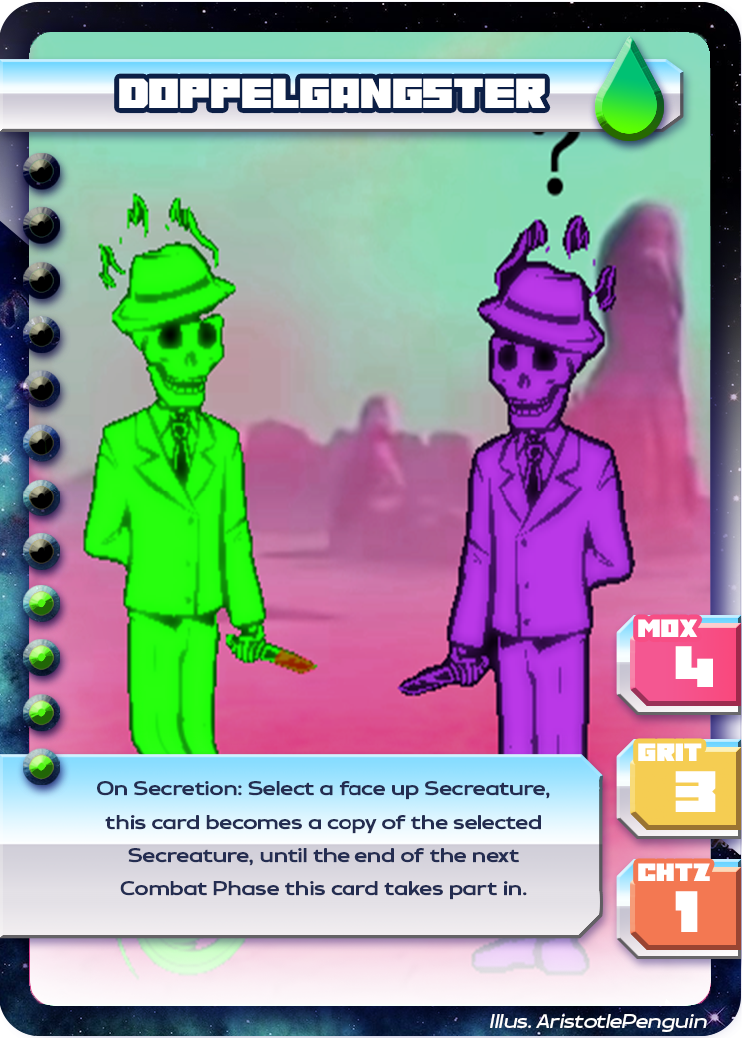 DOPPELGANGSTER
?
MOX
4
GRIT
3
CHTZ
1
On Secretion: Select a face up Secreature,
this card becomes a copy of the selected
Secreature, until the end of the next
Combat Phase this card takes part in.
Illus. AristotlePenguin